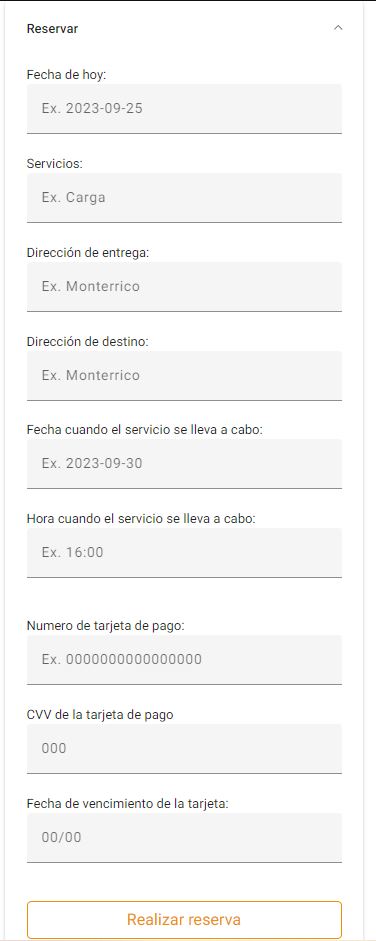 Reservar
Fecha de hoy:
Ex. 2023-09-25
Servicios:
Ex. Carga
Dirección de entrega:
Ex. Monterrico
Dirección de destino:
Ex. Monterrico
Fecha cuando el servicio se lleva a cabo:
Ex. 2023-09-30
Hora cuando el servicio se lleva a cabo:
Ex. 16:00
Numero de tarjeta de pago:
Ex. 0000000000000000
CVV de la tarjeta de pago
000
Fecha de vencimiento de la tarjeta:
00/00
Realizar reserva